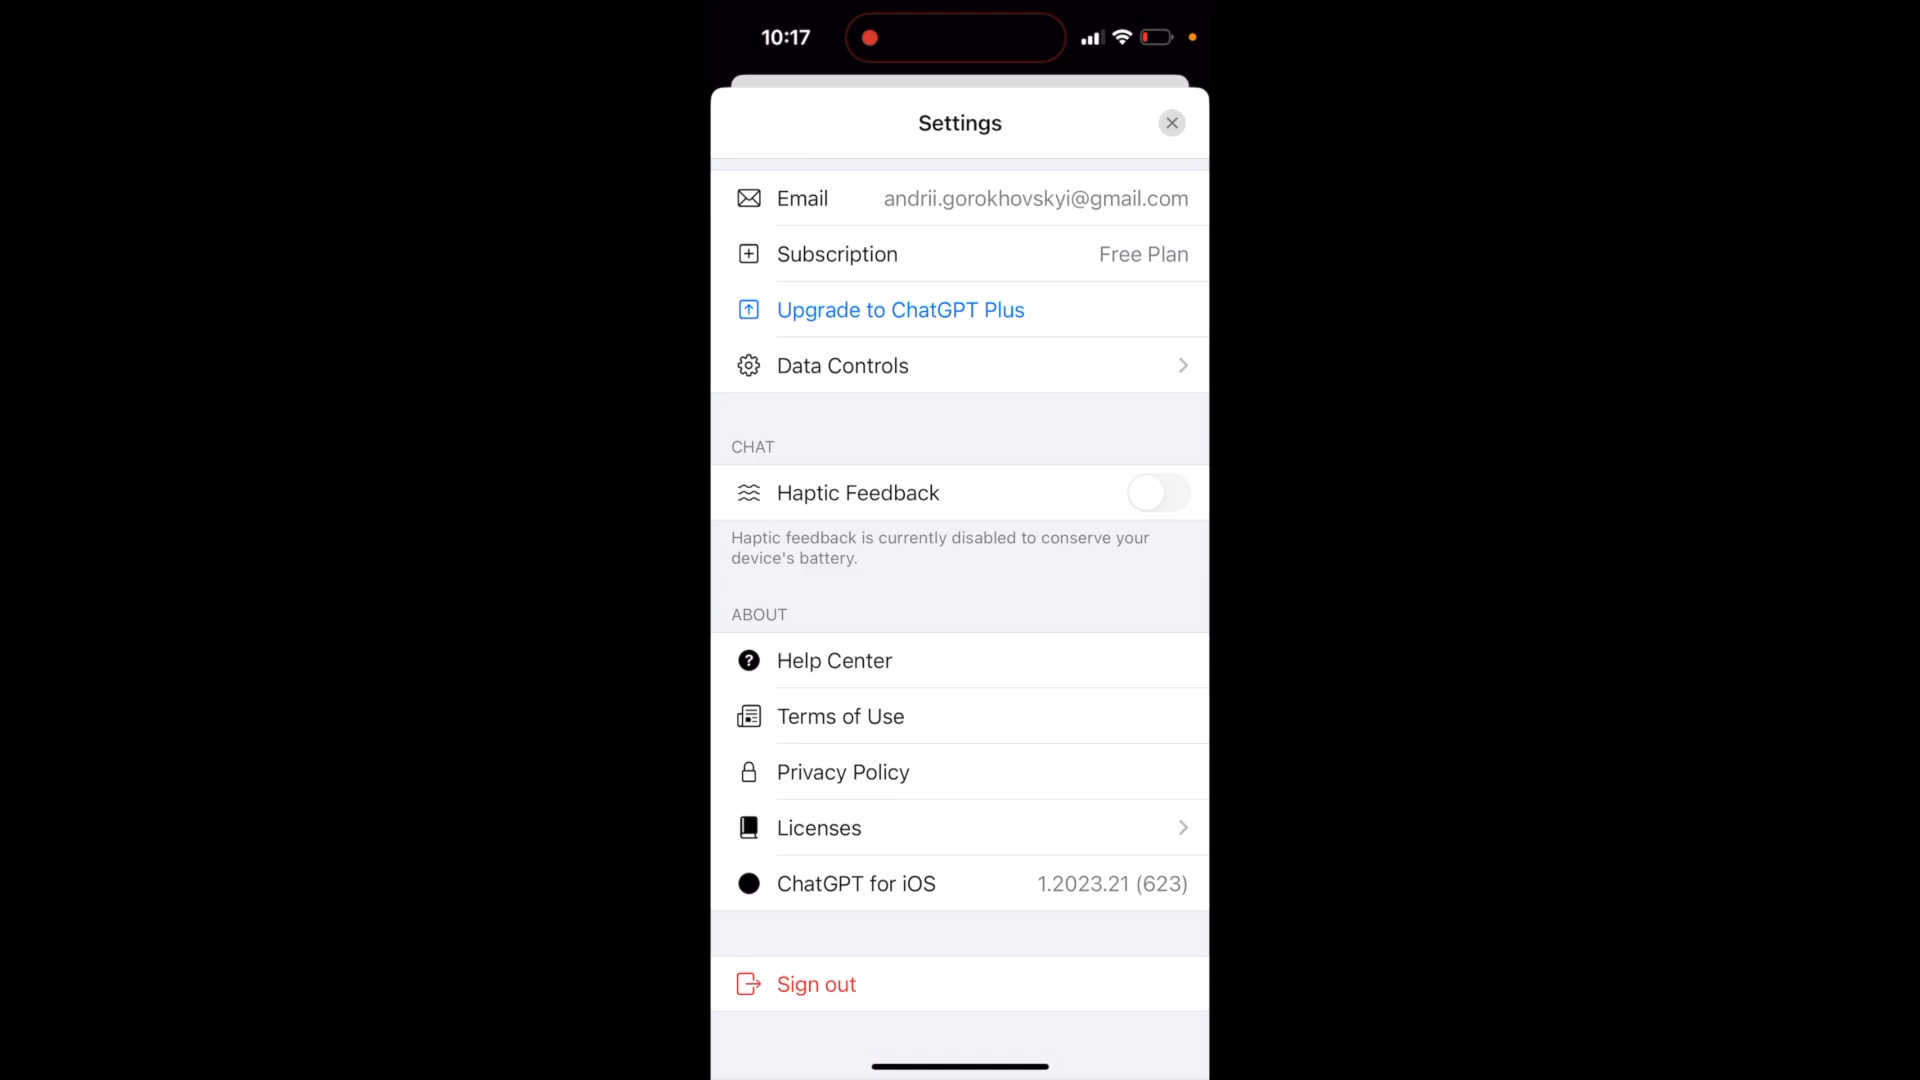 10:17
Settings
Email andrii.gorokhovskyi@gmail.com
Subscription Free Plan
Upgrade to ChatGPT Plus
Data Controls
CHAT
Haptic Feedback
Haptic feedback is currently disabled to conserve your
device's battery.
ABOUT
Help Center
Terms of Use
Privacy Policy
Licenses
ChatGPT for iOS 1.2023.21 (623)
Sign out